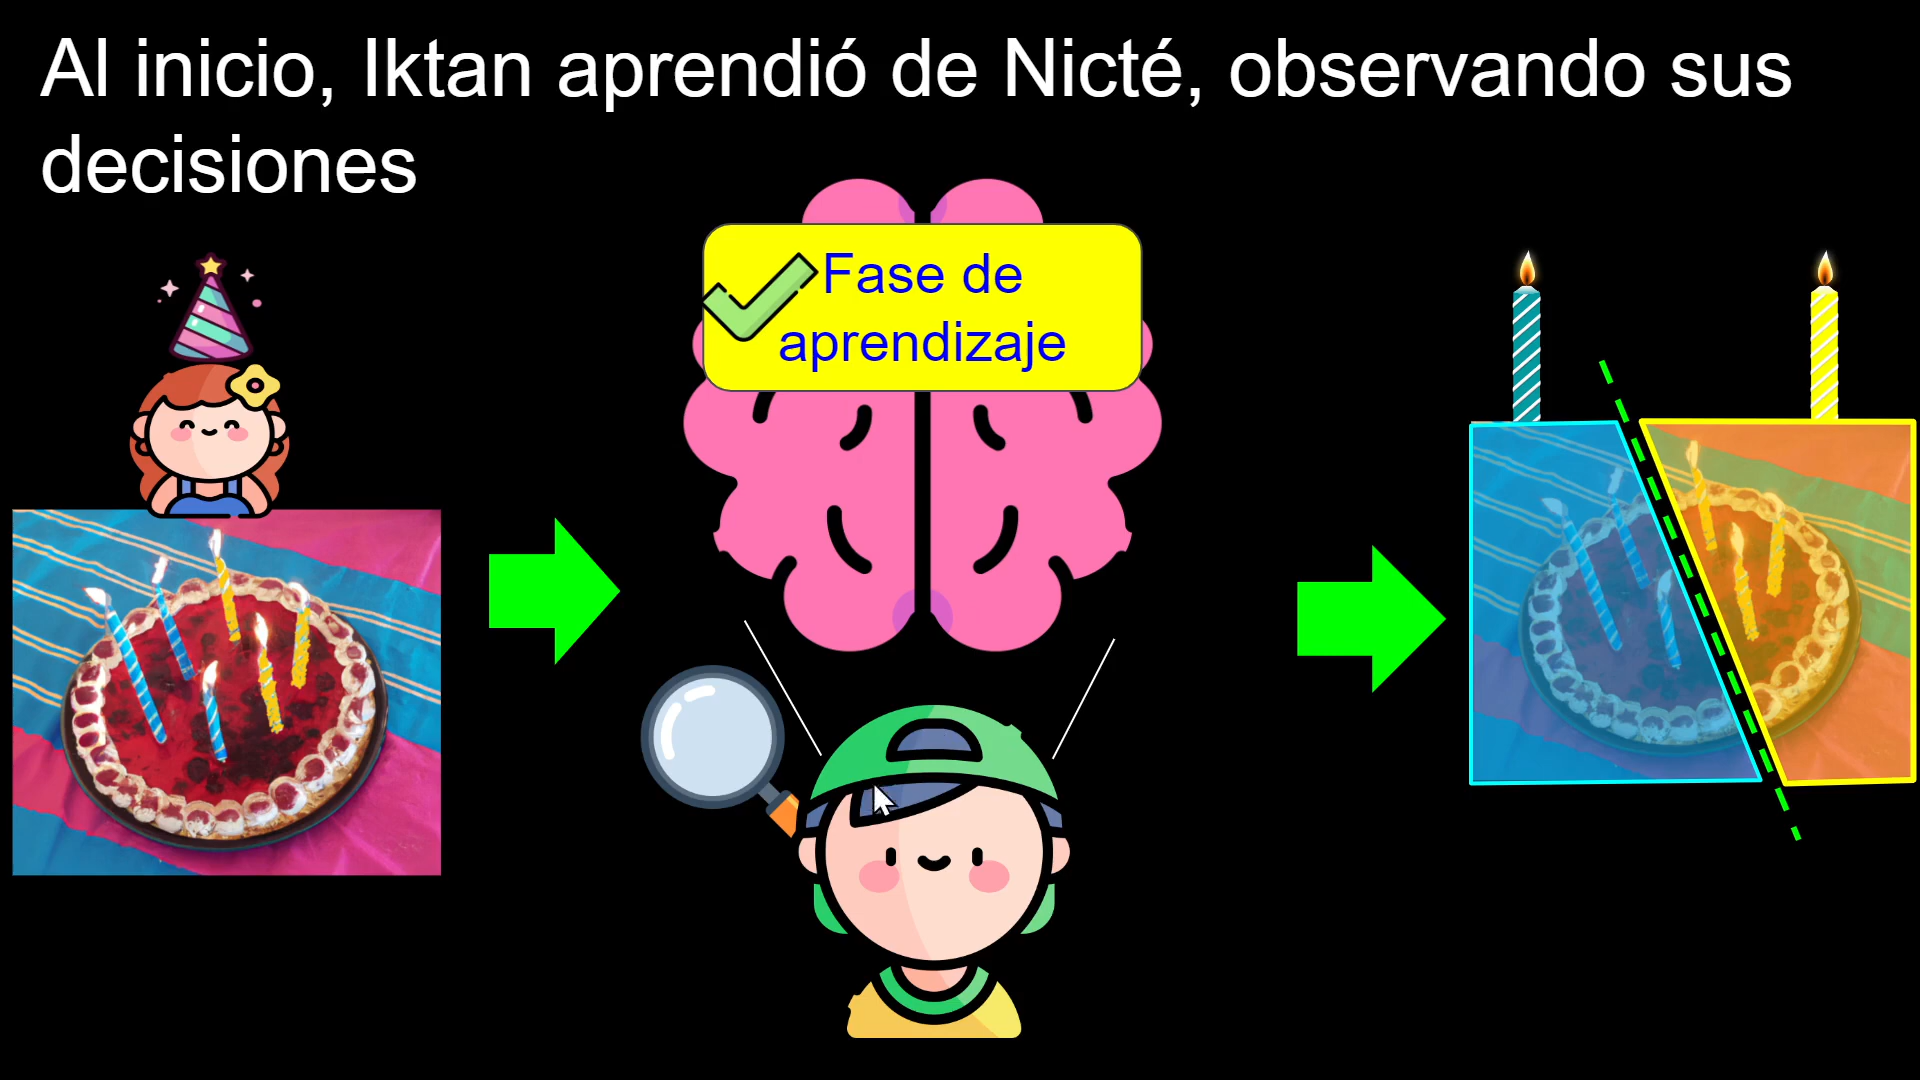 Al inicio, Iktan aprendió de Nicté, observando sus
decisiones
Fase de
aprendizaje